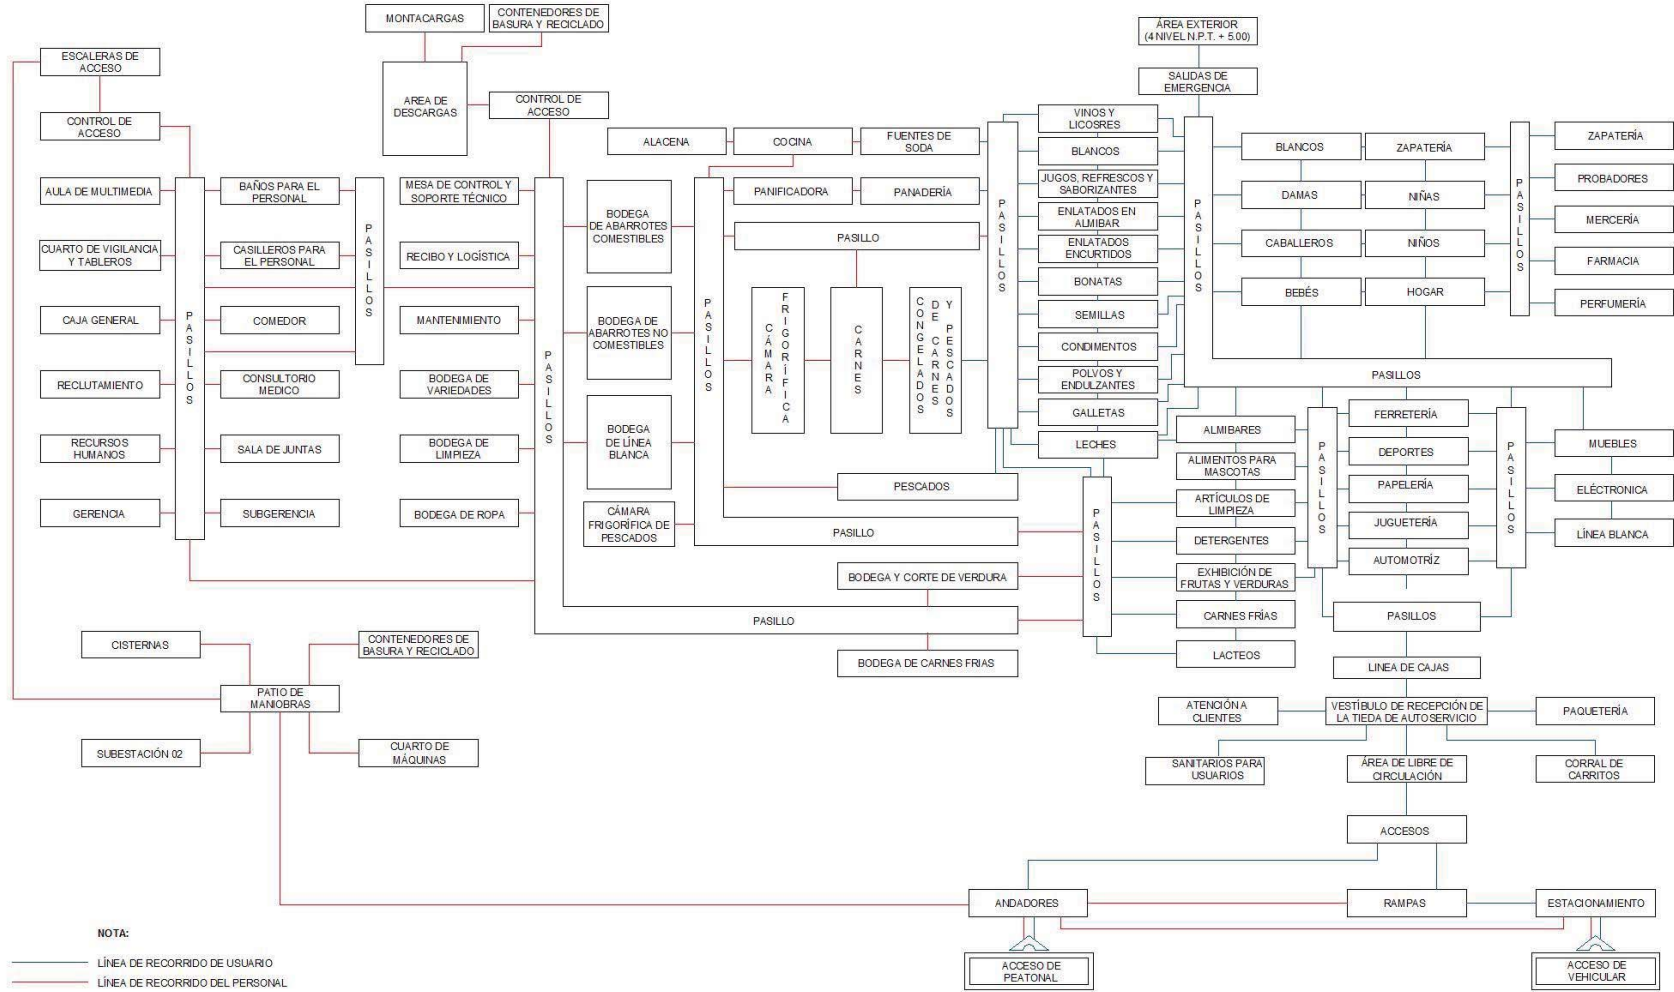 MONTACARGAS
CONTENEDORES DE
BASURA Y RECICLADO
ÁREA EXTERIOR
(4 NIVEL N.P.T. + 5.00)
ESCALERAS DE
ACCESO
SALIDAS DE
EMERGENCIA
AREA DE
DESCARGAS
CONTROL DE
ACCESO
CONTROL DE
ACCESO
ALACENA
COCINA
FUENTES DE
SODA
VINOS Y
LICOSRES
BLANCOS
JUGOS, REFRESCOS Y
SABORIZANTES
ENLATADOS EN
ALMIBAR
ENLATADOS
ENCURTIDOS
BONATAS
SEMILLAS
CONDIMENTOS
POLVOS Y
ENDULZANTES
GALLETAS
LECHES
PASILLOS
PASILLOS
BLANCOS
ZAPATERÍA
DAMAS
NIÑAS
CABALLEROS
NIÑOS
BEBÉS
HOGAR
PASILLOS
ZAPATERÍA
PROBADORES
MERCERÍA
FARMACIA
PERFUMERÍA
PASILLOS
AULA DE MULTIMEDIA
BAÑOS PARA EL
PERSONAL
CUARTO DE VIGILANCIA
Y TABLEROS
CASILLEROS PARA
EL PERSONAL
PASILLOS
PASILLOS
CAJA GENERAL
COMEDOR
RECLUTAMIENTO
CONSULTORIO
MEDICO
RECURSOS
HUMANOS
SALA DE JUNTAS
GERENCIA
SUBGERENCIA
MESA DE CONTROL Y
SOPORTE TÉCNICO
RECIBO Y LOGÍSTICA
MANTENIMIENTO
BODEGA DE
VARIEDADES
BODEGA DE
LIMPIEZA
BODEGA DE ROPA
PASILLOS
BODEGA
DE ABARROTES
COMESTIBLES
BODEGA DE
ABARROTES NO
COMESTIBLES
BODEGA
DE LÍNEA
BLANCA
CÁMARA
FRIGORÍFICA DE
PESCADOS
PASILLOS
PANIFICADORA
PANADERÍA
PASILLO
CÁMARA
FRIGORÍFICA
CARNES
CONGELADOS
DE CARNES
Y PESCADOS
PESCADOS
PASILLO
BODEGA Y CORTE DE VERDURA
PASILLO
BODEGA DE CARNES FRIAS
PASILLOS
ALMIBARES
ALIMENTOS PARA
MASCOTAS
ARTÍCULOS DE
LIMPIEZA
DETERGENTES
EXHIBICIÓN DE
FRUTAS Y VERDURAS
CARNES FRÍAS
LACTEOS
PASILLOS
FERRETERÍA
DEPORTES
PAPELERÍA
JUGUETERÍA
AUTOMOTRÍZ
PASILLOS
MUEBLES
ELÉCTRONICA
LÍNEA BLANCA
PASILLOS
LINEA DE CAJAS
ATENCIÓN A
CLIENTES
VESTÍBULO DE RECEPCIÓN DE
LA TIEDA DE AUTOSERVICIO
PAQUETERÍA
SANITARIOS PARA
USUARIOS
ÁREA DE LIBRE DE
CIRCULACIÓN
CORRAL DE
CARRITOS
ACCESOS
CISTERNAS
CONTENEDORES DE
BASURA Y RECICLADO
PATIO DE
MANIOBRAS
SUBESTACIÓN 02
CUARTO DE
MÁQUINAS
ANDADORES
RAMPAS
ESTACIONAMIENTO
ACCESO DE
PEATONAL
ACCESO DE
VEHICULAR
NOTA:
LÍNEA DE RECORRIDO DE USUARIO
LÍNEA DE RECORRIDO DEL PERSONAL